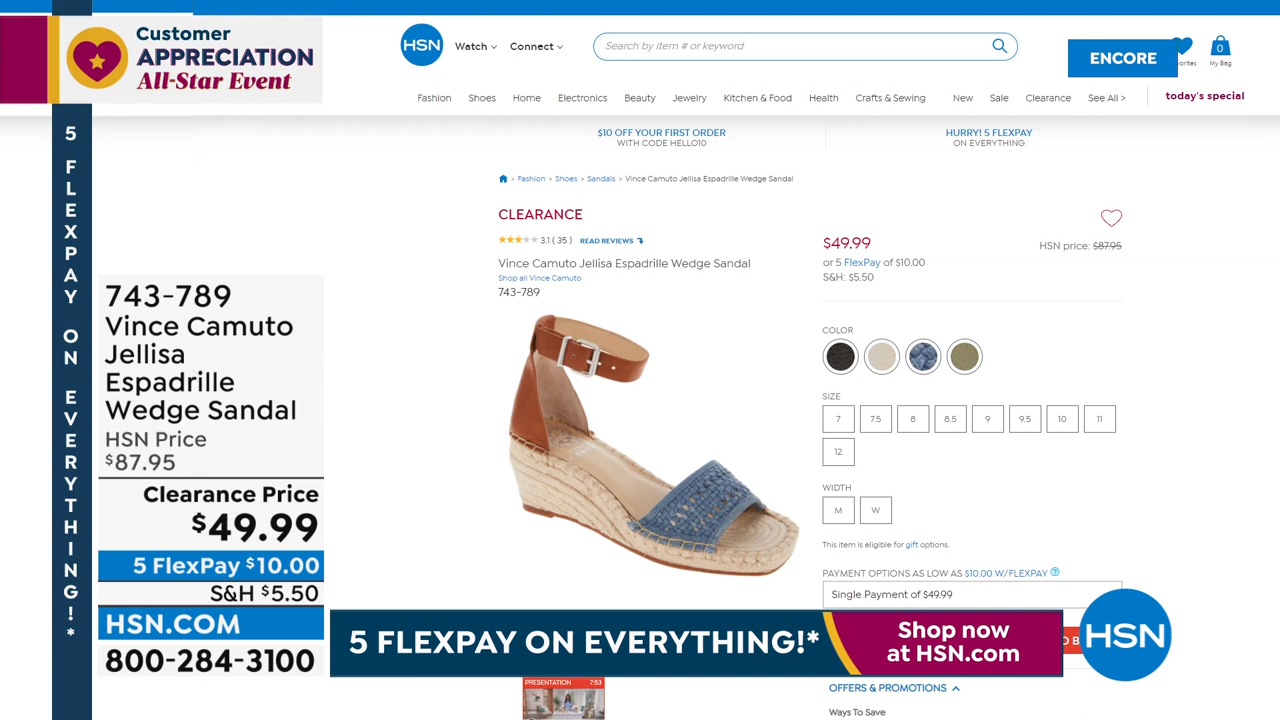 Customer
APPRECIATION
All-Star Event
HSN
Watch
Connect
Search by item # or keyword
ENCORE
0
My Bag
Fashion
Shoes
Home
Electronics
Beauty
Jewelry
Kitchen & Food
Health
Crafts & Sewing
New
Sale
Clearance
See All >
today's special
$10 OFF YOUR FIRST ORDER
WITH CODE HELLO10
HURRY! 5 FLEXPAY
ON EVERYTHING
5 FLEXPAY ON EVERYTHING!*
> Fashion > Shoes > Sandals > Vince Camuto Jellisa Espadrille Wedge Sandal
CLEARANCE
3.1 ( 35 ) READ REVIEWS
Vince Camuto Jellisa Espadrille Wedge Sandal
Shop all Vince Camuto
743-789
$49.99
HSN price: $87.95
or 5 FlexPay of $10.00
S&H: $5.50
COLOR
SIZE
7
7.5
8
8.5
9
9.5
10
11
12
WIDTH
M
W
This item is eligible for gift options.
PAYMENT OPTIONS AS LOW AS $10.00 W/FLEXPAY
Single Payment of $49.99
743-789
Vince Camuto
Jellisa
Espadrille
Wedge Sandal
HSN Price
$87.95
Clearance Price
$49.99
5 FlexPay $10.00
S&H $5.50
HSN.COM
800-284-3100
5 FLEXPAY ON EVERYTHING!*
Shop now
at HSN.com
HSN
PRESENTATION 7:53
OFFERS & PROMOTIONS
Ways To Save